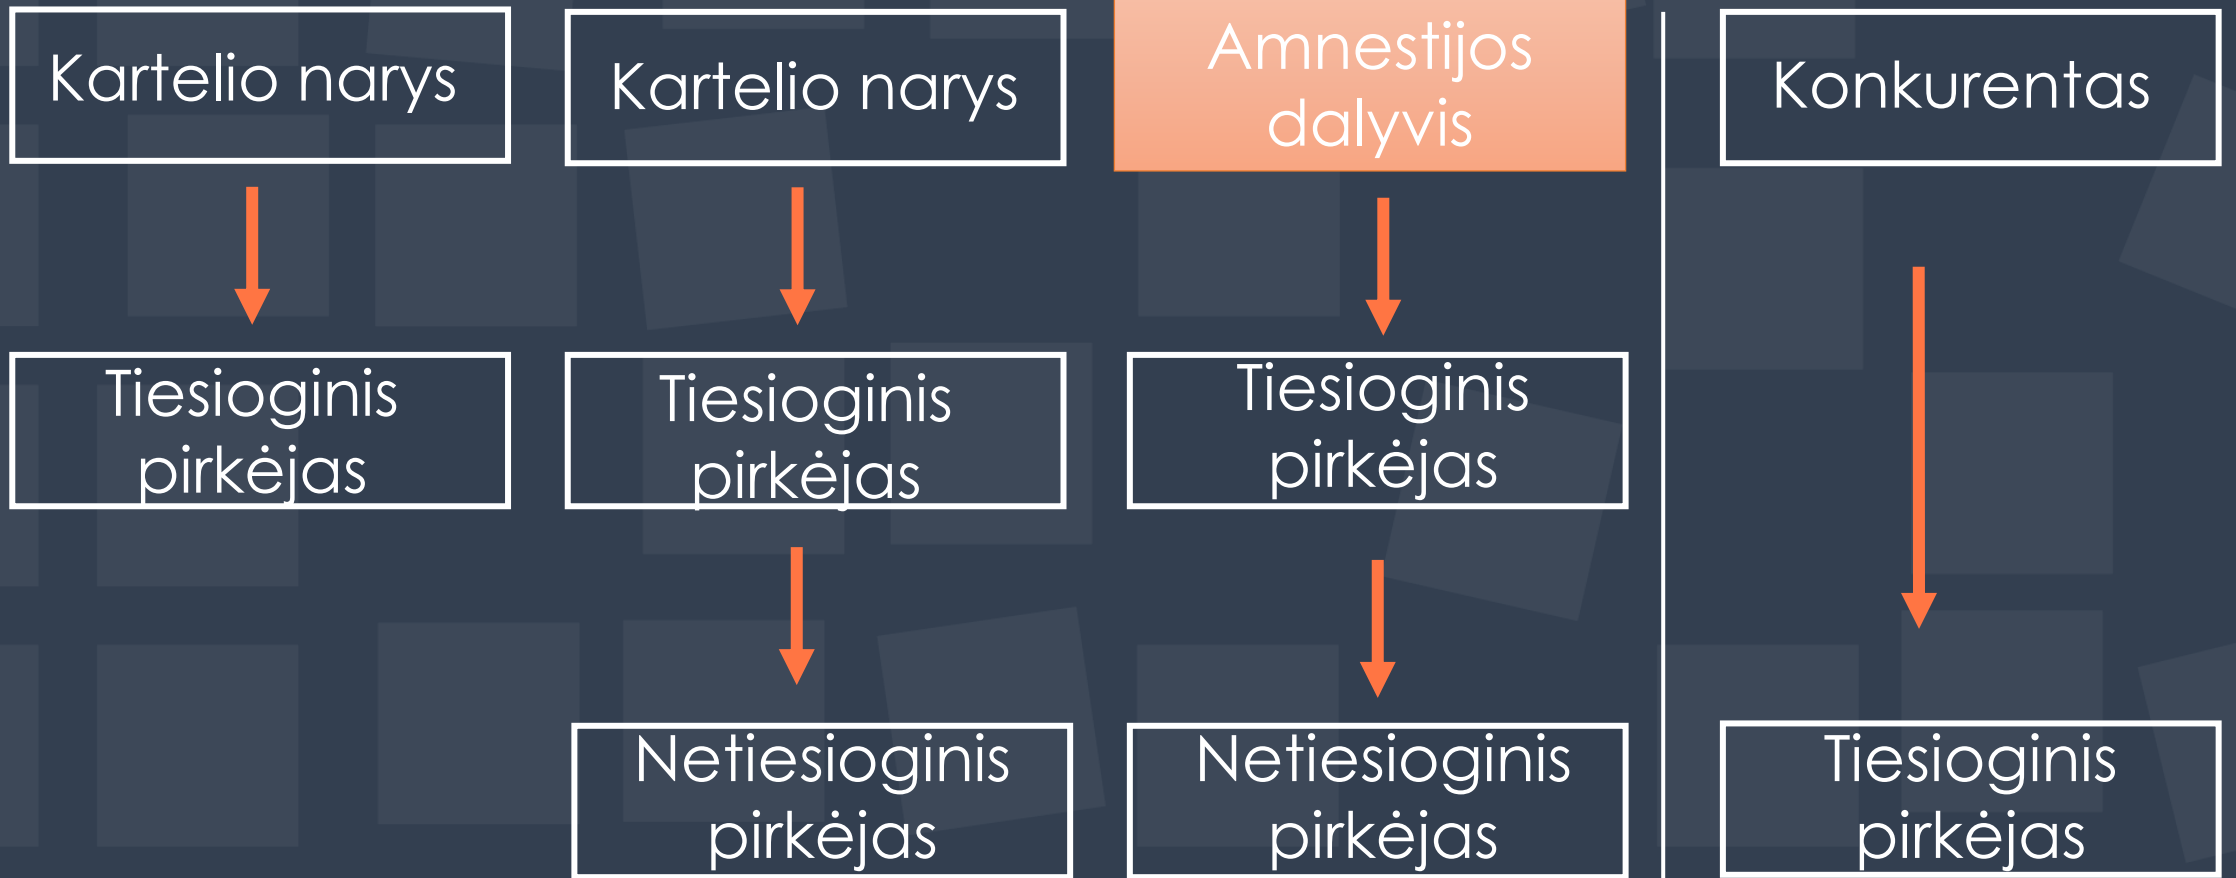 Kartelio narys
Kartelio narys
Amnestijos
dalyvis
Konkurentas
Tiesioginis
pirkėjas
Tiesioginis
pirkėjas
Tiesioginis
pirkėjas
Netiesioginis
pirkėjas
Netiesioginis
pirkėjas
Tiesioginis
pirkėjas